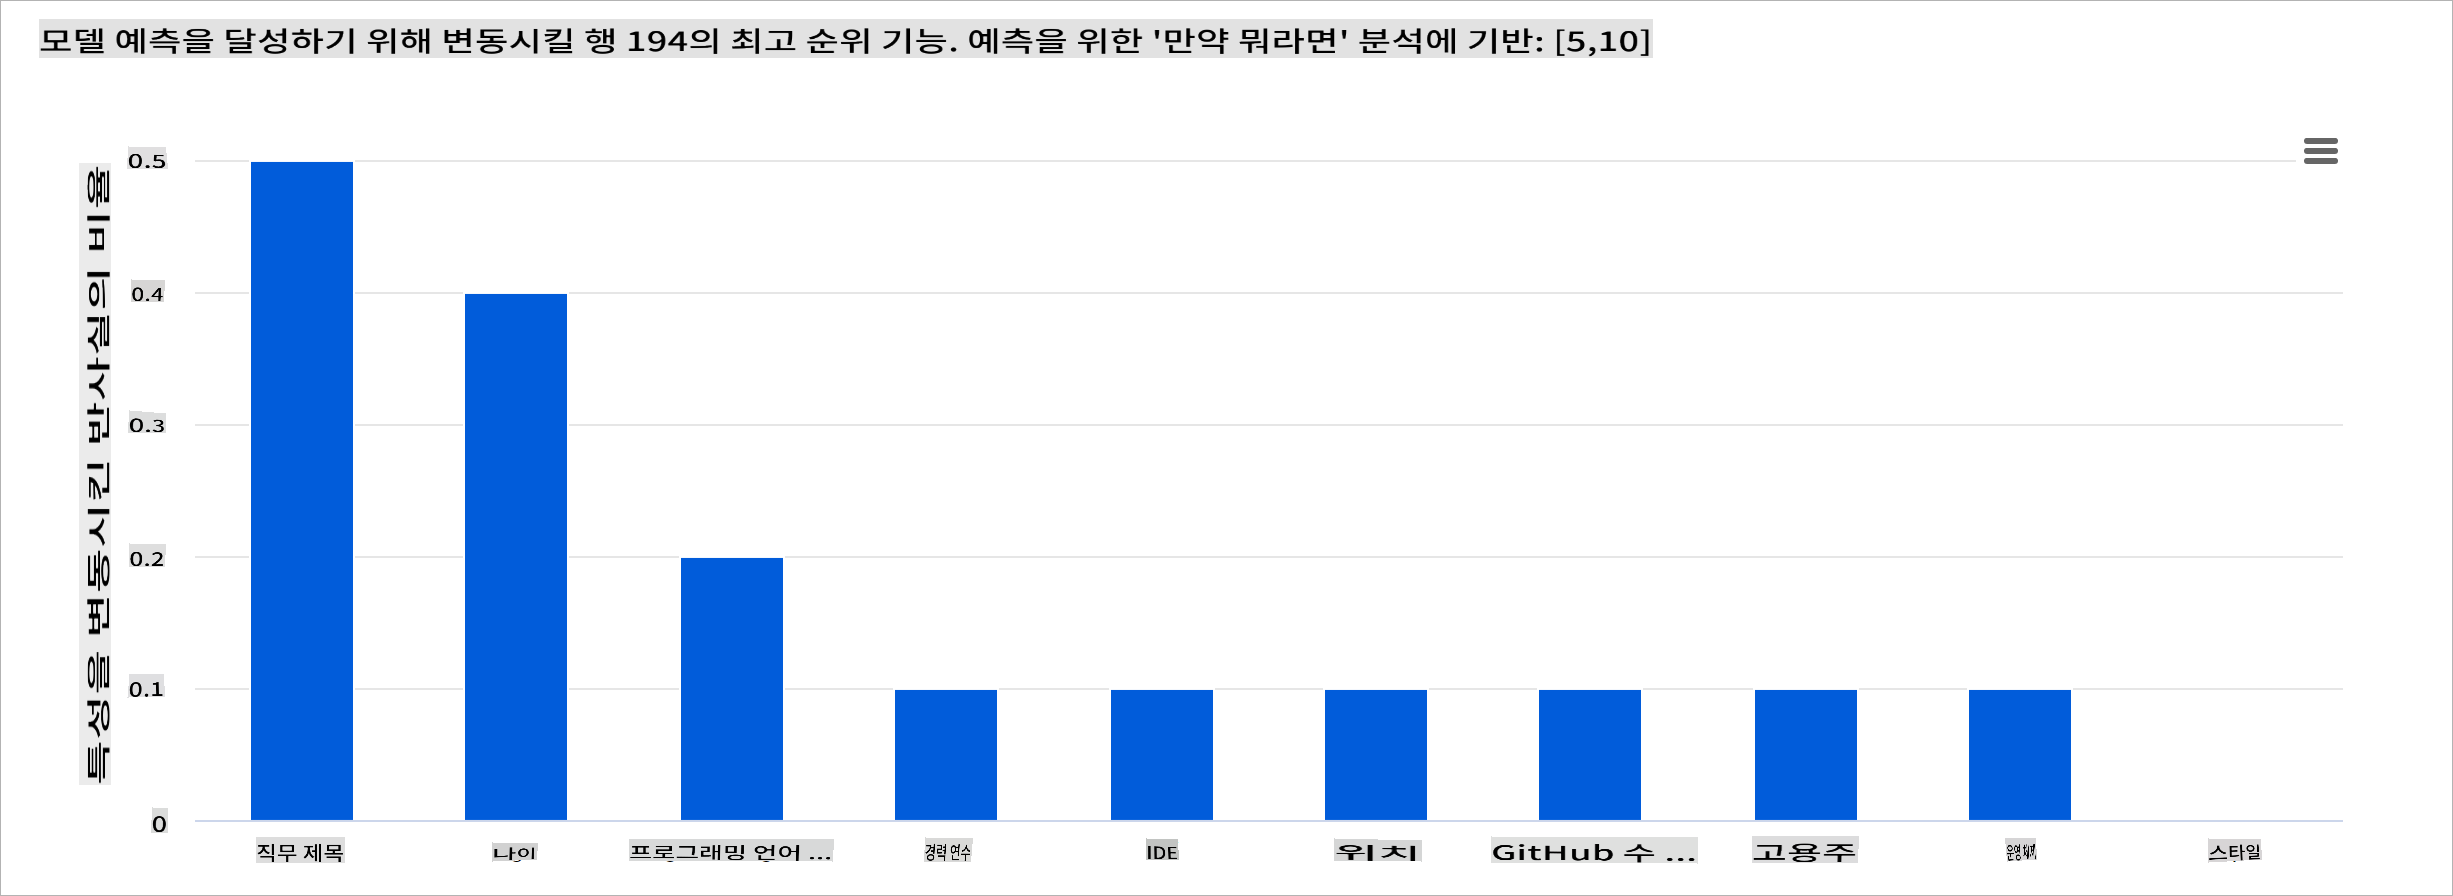 모델 예측을 달성하기 위해 변동시킬 행 194의 최고 순위 기능. 예측을 위한 '만약 뭐라면' 분석에 기반: [5,10]
특성을 변동시킨 반사실의 비율
0.5
0.4
0.3
0.2
0.1
0
직무 제목
나이
프로그래밍 언어 ...
경력 연수
IDE
위치
GitHub 수 ...
고용주
운영 체제
스타일